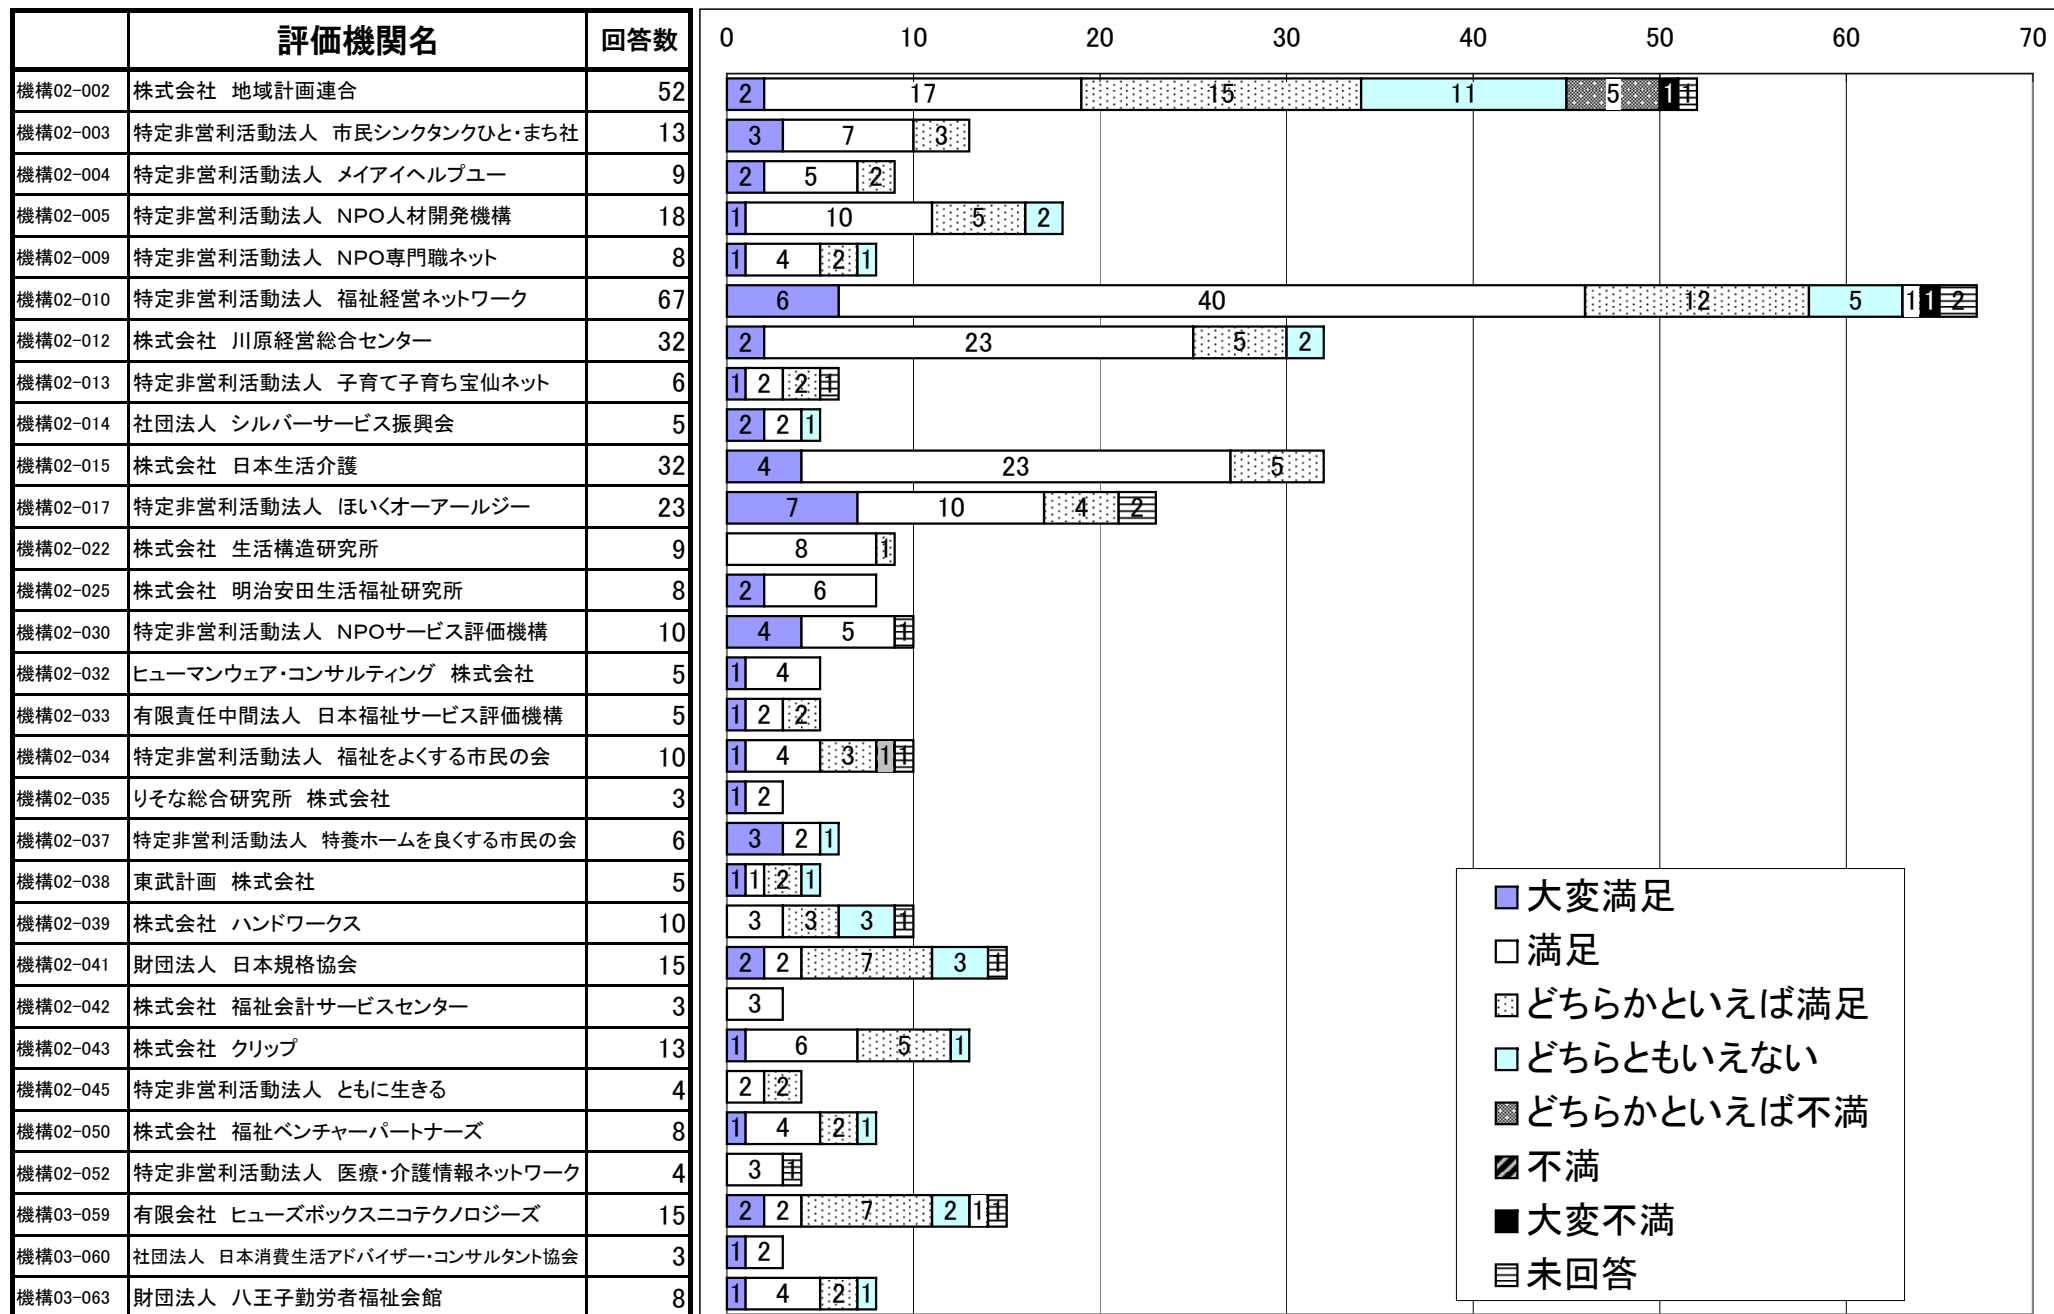 評価機関名 回答数 0 10 20 30 40 50 60 70
機構02-002 株式会社 地域計画連合 52 2 17 15 11 5 1 1
機構02-003 特定非営利活動法人 市民シンクタンクひと・まち社 13 3 7 3
機構02-004 特定非営利活動法人 メイアイヘルプユー 9 2 5 2
機構02-005 特定非営利活動法人 NPO人材開発機構 18 1 10 5 2
機構02-009 特定非営利活動法人 NPO専門職ネット 8 1 4 2 1
機構02-010 特定非営利活動法人 福祉経営ネットワーク 67 6 40 12 5 1 1 2
機構02-012 株式会社 川原経営総合センター 32 2 23 5 2
機構02-013 特定非営利活動法人 子育て子育ち宝仙ネット 6 1 2 2 1
機構02-014 社団法人 シルバーサービス振興会 5 2 2 1
機構02-015 株式会社 日本生活介護 32 4 23 5
機構02-017 特定非営利活動法人 ほいくオーアールジー 23 7 10 4 2
機構02-022 株式会社 生活構造研究所 9 8 1
機構02-025 株式会社 明治安田生活福祉研究所 8 2 6
機構02-030 特定非営利活動法人 NPOサービス評価機構 10 4 5 1
機構02-032 ヒューマンウェア・コンサルティング 株式会社 5 1 4
機構02-033 有限責任中間法人 日本福祉サービス評価機構 5 1 2 2
機構02-034 特定非営利活動法人 福祉をよくする市民の会 10 1 4 3 1 1
機構02-035 りそな総合研究所 株式会社 3 1 2
機構02-037 特定非営利活動法人 特養ホームを良くする市民の会 6 3 2 1
機構02-038 東武計画 株式会社 5 1 1 2 1
機構02-039 株式会社 ハンドワークス 10 3 3 3 1
機構02-041 財団法人 日本規格協会 15 2 2 7 3 1
機構02-042 株式会社 福祉会計サービスセンター 3 3
機構02-043 株式会社 クリップ 13 1 6 5 1
機構02-045 特定非営利活動法人 ともに生きる 4 2 2
機構02-050 株式会社 福祉ベンチャーパートナーズ 8 1 4 2 1
機構02-052 特定非営利活動法人 医療・介護情報ネットワーク 4 3 1
機構03-059 有限会社 ヒューズボックスニコテクノロジーズ 15 2 2 7 2 1 1
機構03-060 社団法人 日本消費生活アドバイザー・コンサルタント協会 3 1 2
機構03-063 財団法人 八王子勤労者福祉会館 8 1 4 2 1
大変満足
満足
どちらかといえば満足
どちらともいえない
どちらかといえば不満
不満
大変不満
未回答